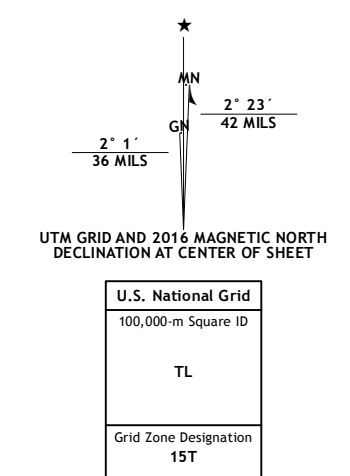 ★
MN
2° 23´
42 MILS
GN
2° 1´
36 MILS
UTM GRID AND 2016 MAGNETIC NORTH
DECLINATION AT CENTER OF SHEET
U.S. National Grid
100,000-m Square ID
TL
Grid Zone Designation
15T